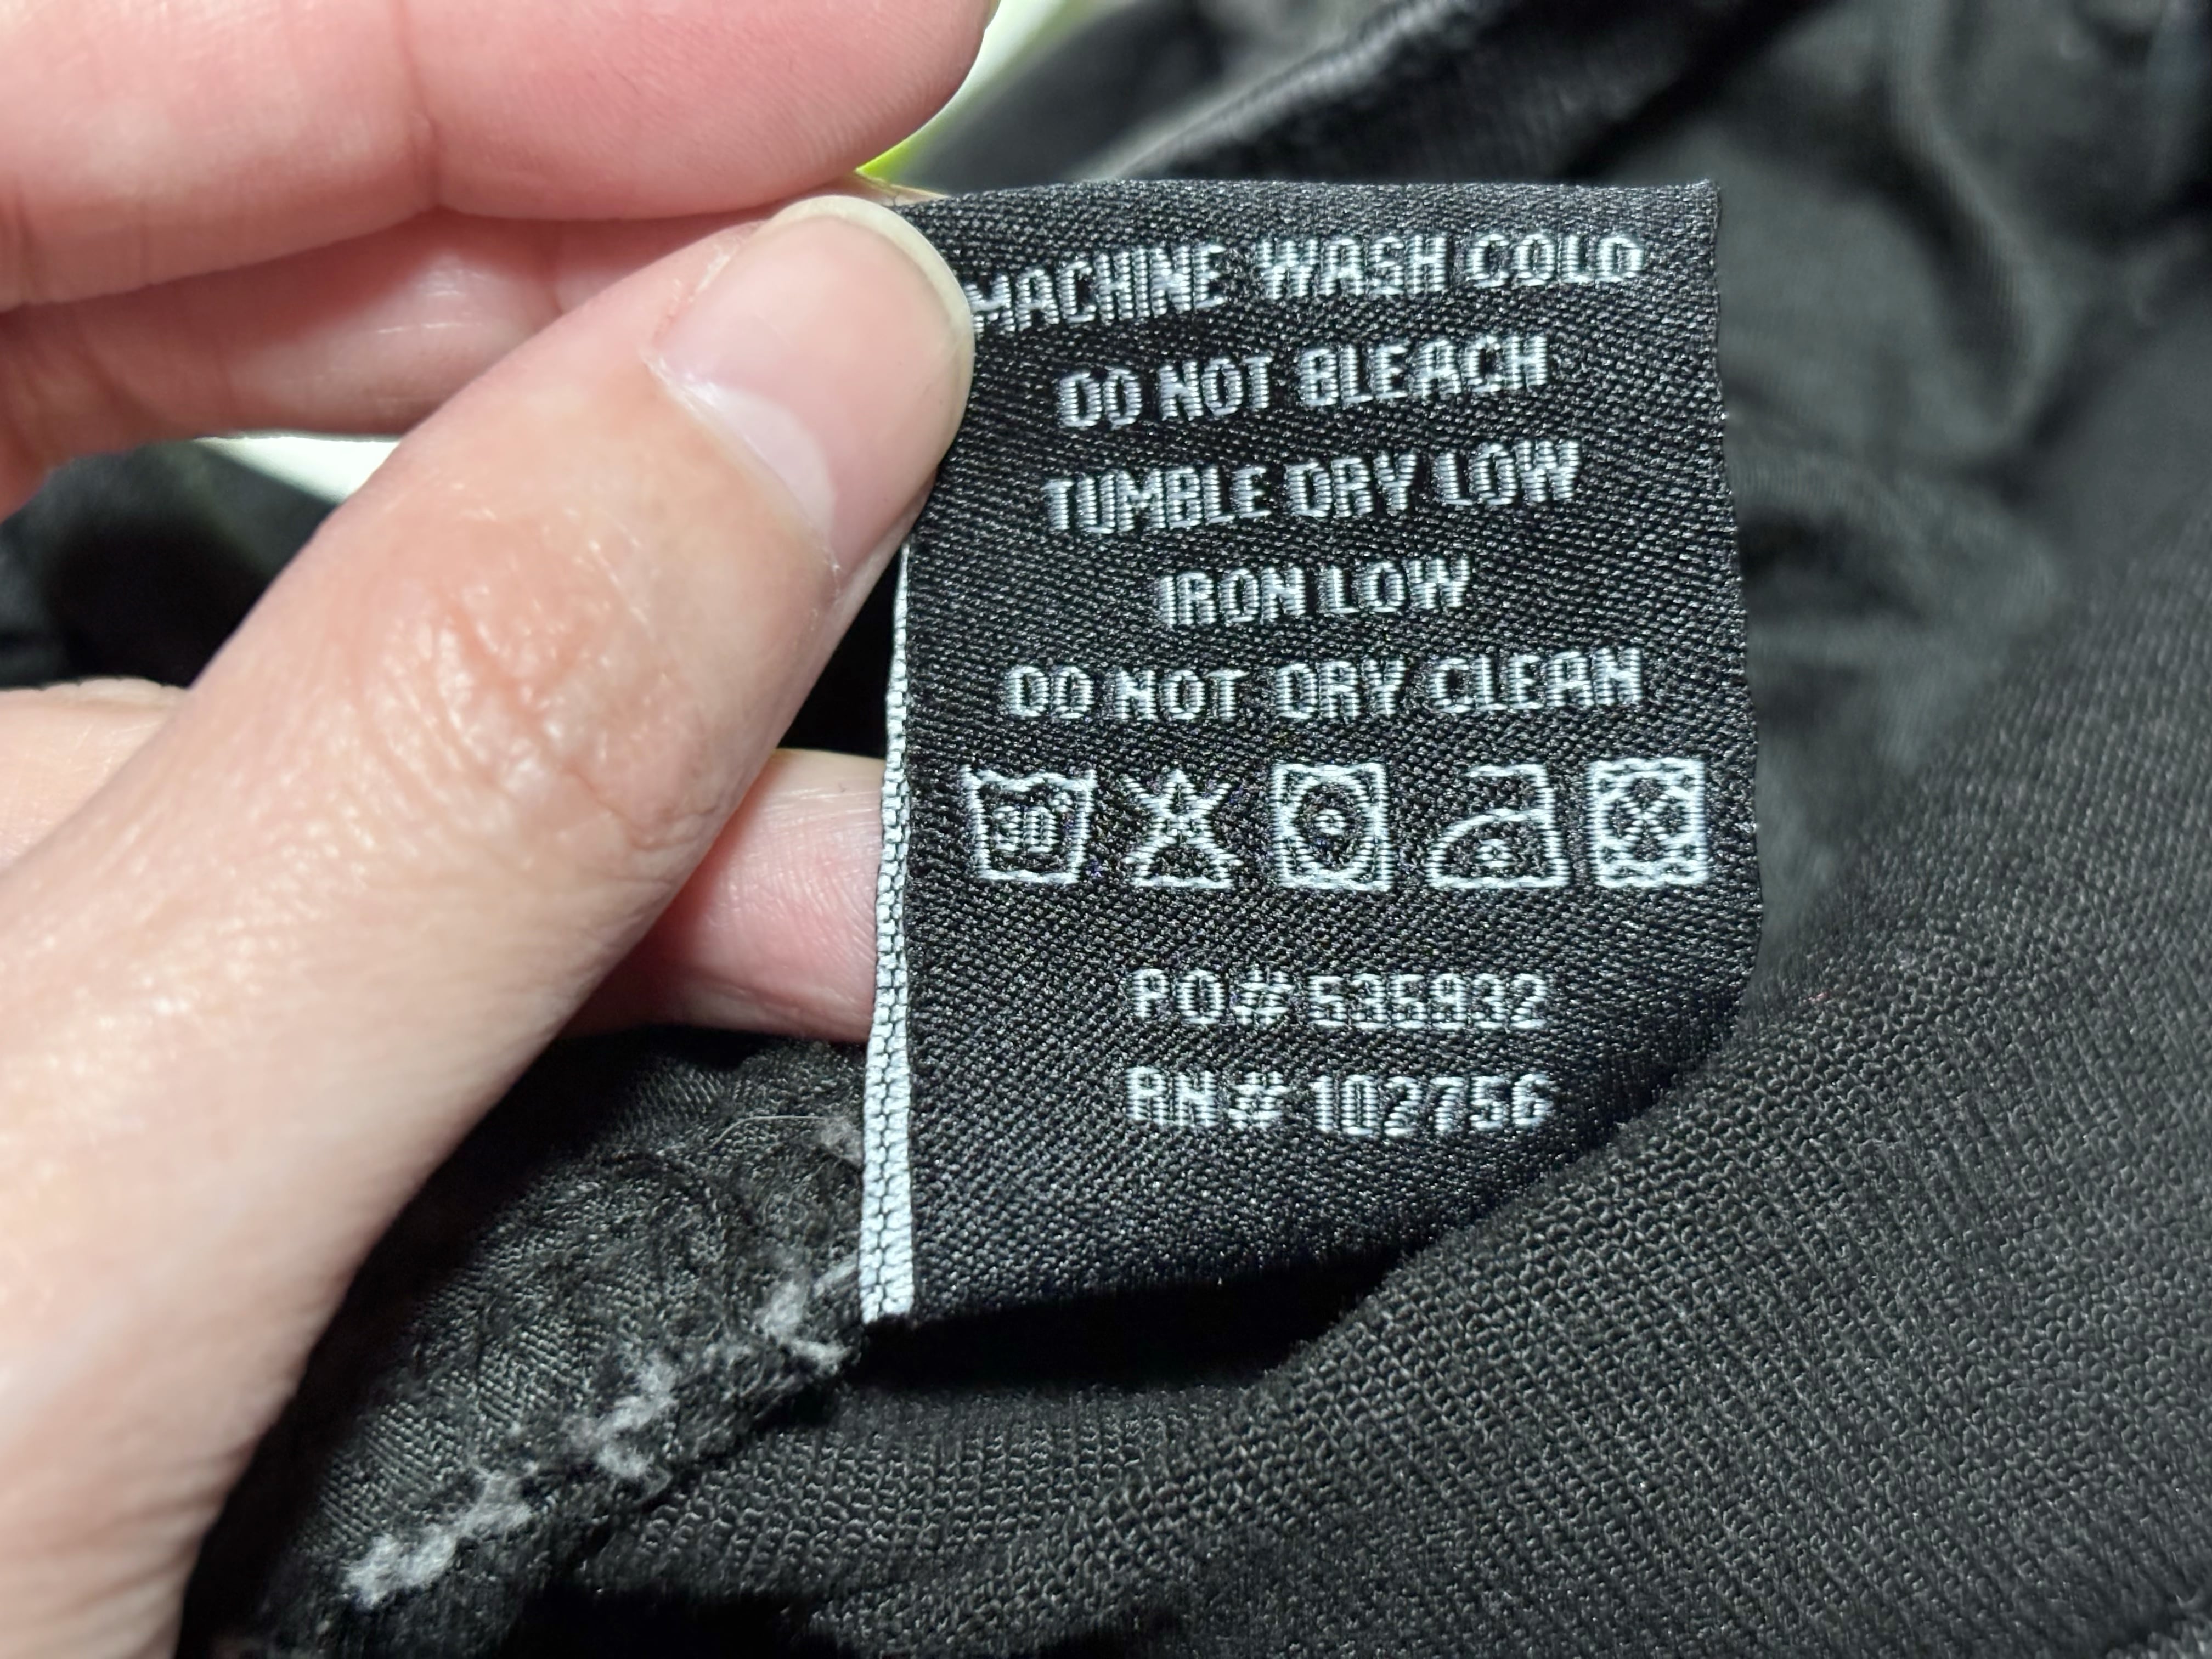 MACHINE WASH COLD
DO NOT BLEACH
TUMBLE DRY LOW
IRON LOW
DO NOT DRY CLEAN
30
PO# 535932
RN# 102756